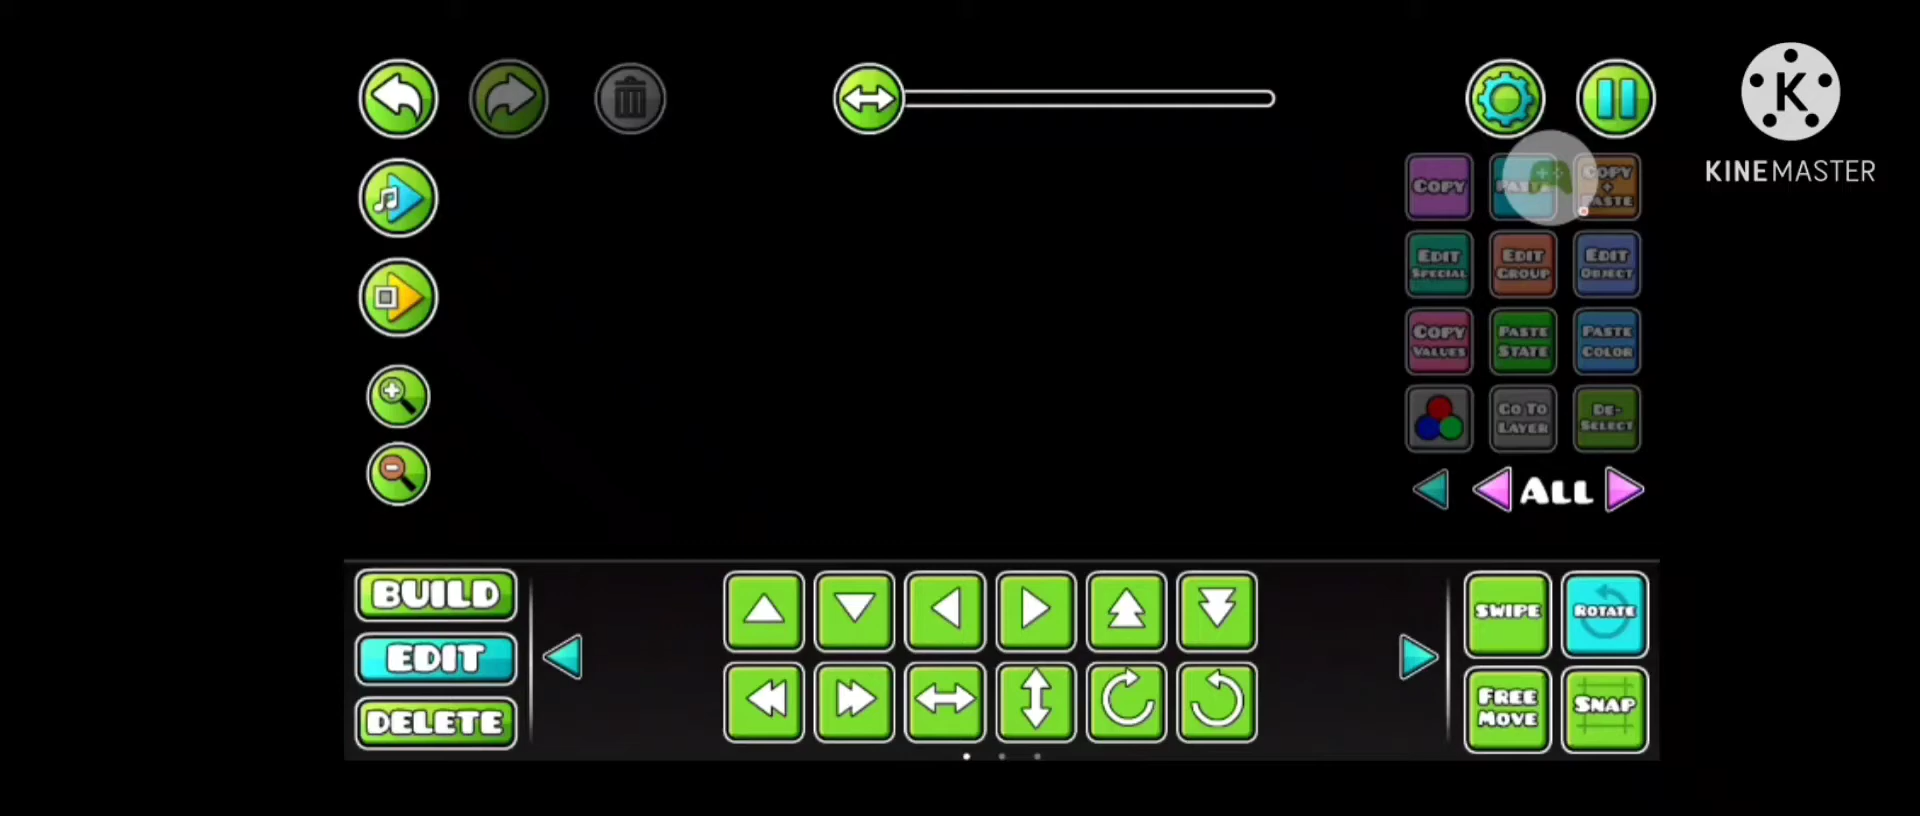 K
KINEMASTER
COPY
PASTE
COPY
+
PASTE
EDIT
SPECIAL
EDIT
GROUP
EDIT
OBJECT
COPY
VALUES
PASTE
STATE
PASTE
COLOR
GO TO
LAYER
DE-
SELECT
ALL
BUILD
EDIT
DELETE
SWIPE
ROTATE
FREE
MOVE
SNAP